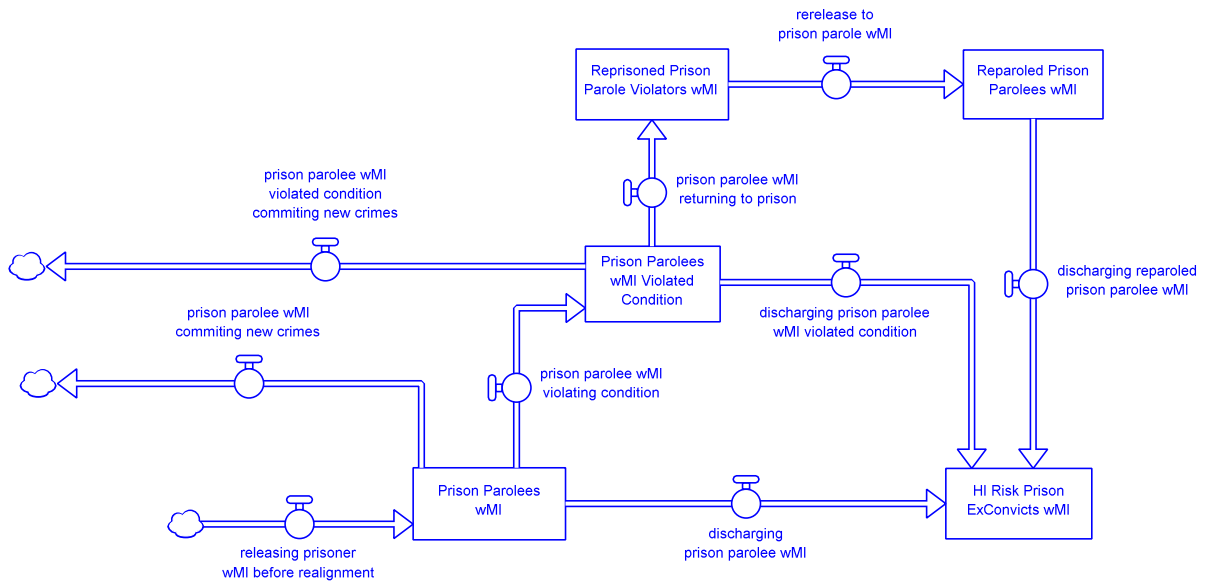 rerelease to
prison parole wMI
Reprisoned Prison
Parole Violators wMI
Reparoled Prison
Parolees wMI
prison parolee wMI
violated condition
commiting new crimes
prison parolee wMI
returning to prison
Prison Parolees
wMI Violated
Condition
discharging reparoled
prison parolee wMI
prison parolee wMI
commiting new crimes
discharging prison parolee
wMI violated condition
prison parolee wMI
violating condition
Prison Parolees
wMI
HI Risk Prison
ExConvicts wMI
discharging
prison parolee wMI
releasing prisoner
wMI before realignment